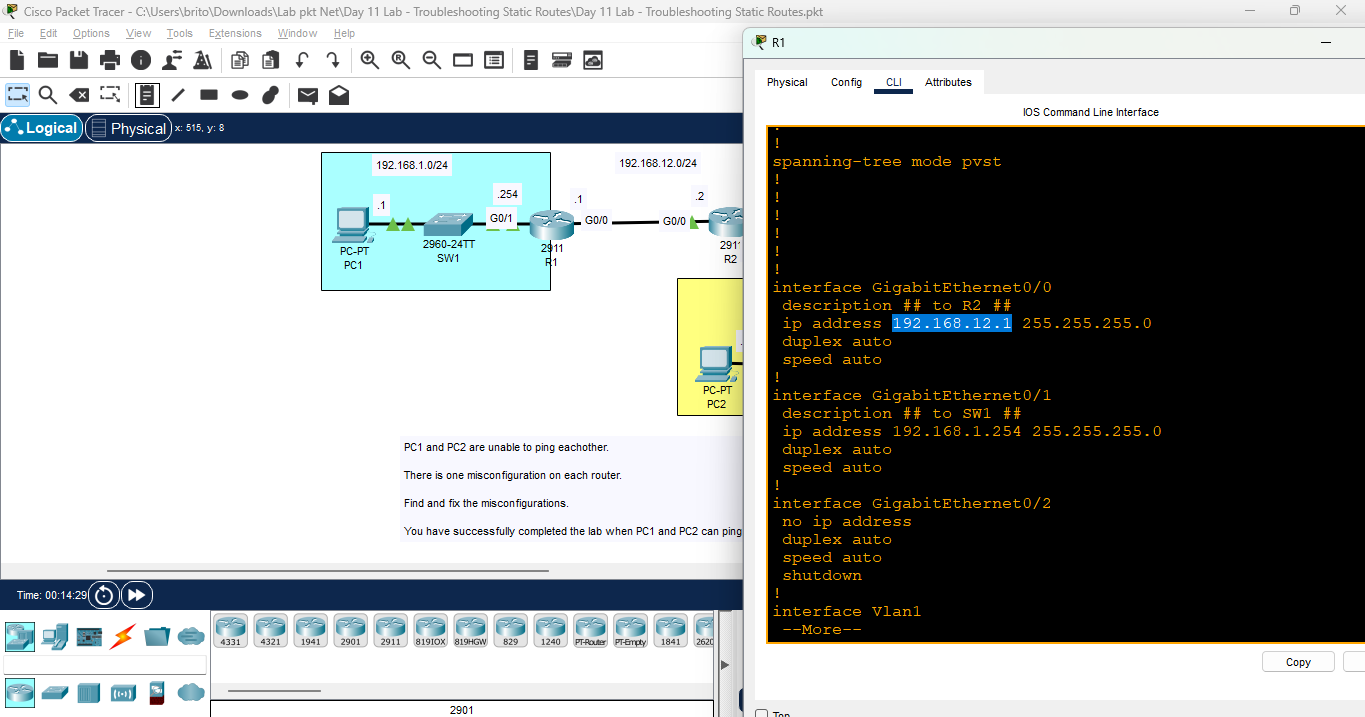 Cisco Packet Tracer - C:\Users\brito\Downloads\Lab pkt Net\Day 11 Lab - Troubleshooting Static Routes\Day 11 Lab - Troubleshooting Static Routes.pkt
File Edit Options View Tools Extensions Window Help
Logical Physical x: 515, y: 8
192.168.1.0/24
192.168.12.0/24
.1
.254
.1
.2
G0/1
G0/0
G0/0
PC-PT
PC1
2960-24TT
SW1
2911
R1
291
R2
PC-PT
PC2
PC1 and PC2 are unable to ping eachother.
There is one misconfiguration on each router.
Find and fix the misconfigurations.
You have successfully completed the lab when PC1 and PC2 can ping
Time: 00:14:29
4331 4321 1941 2901 2911 819IOX 819HGW 829 1240 PT-Router PT-Empty 1841 2620
2901
R1
Physical Config CLI Attributes
IOS Command Line Interface
!
!
spanning-tree mode pvst
!
!
!
!
!
!
interface GigabitEthernet0/0
description ## to R2 ##
ip address 192.168.12.1 255.255.255.0
duplex auto
speed auto
!
interface GigabitEthernet0/1
description ## to SW1 ##
ip address 192.168.1.254 255.255.255.0
duplex auto
speed auto
!
interface GigabitEthernet0/2
no ip address
duplex auto
speed auto
shutdown
!
interface Vlan1
--More--
Copy
Top